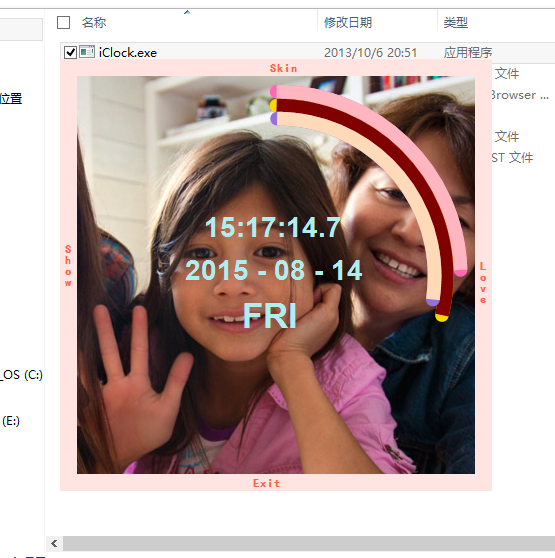 名称 修改日期 类型
iClock.exe 2013/10/6 20:51 应用程序
Skin
文件
位置
Browser ...
文件
ST 文件
15:17:14.7
Show
2015 - 08 - 14
Love
FRI
_OS (C:)
(E:)
Exit